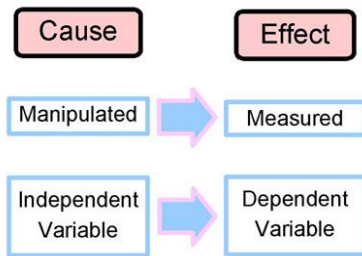 Cause
Effect
Manipulated
Measured
Independent
Variable
Dependent
Variable